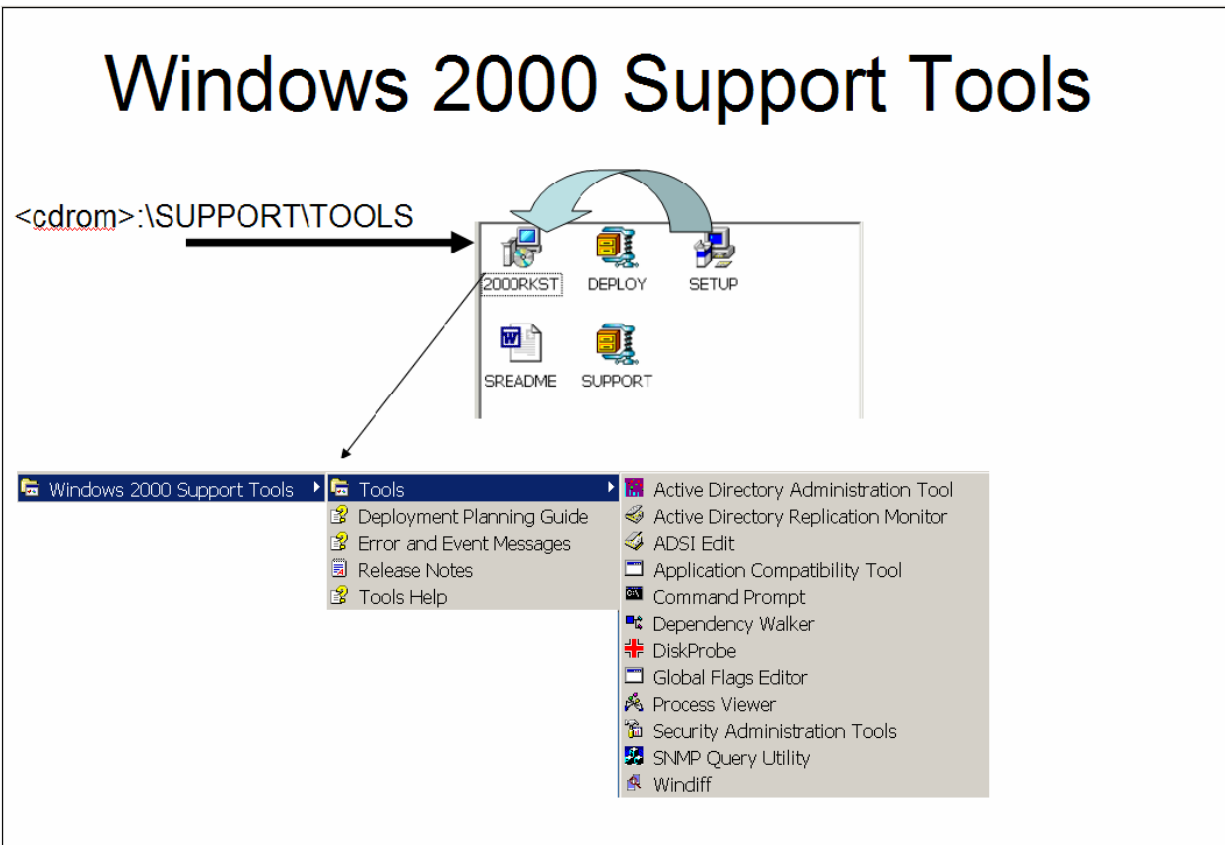 Windows 2000 Support Tools
<cdrom>:\SUPPORT\TOOLS
2000RKST DEPLOY SETUP
SREADME SUPPORT
Windows 2000 Support Tools
Tools
Deployment Planning Guide
Error and Event Messages
Release Notes
Tools Help
Active Directory Administration Tool
Active Directory Replication Monitor
ADSI Edit
Application Compatibility Tool
Command Prompt
Dependency Walker
DiskProbe
Global Flags Editor
Process Viewer
Security Administration Tools
SNMP Query Utility
Windiff